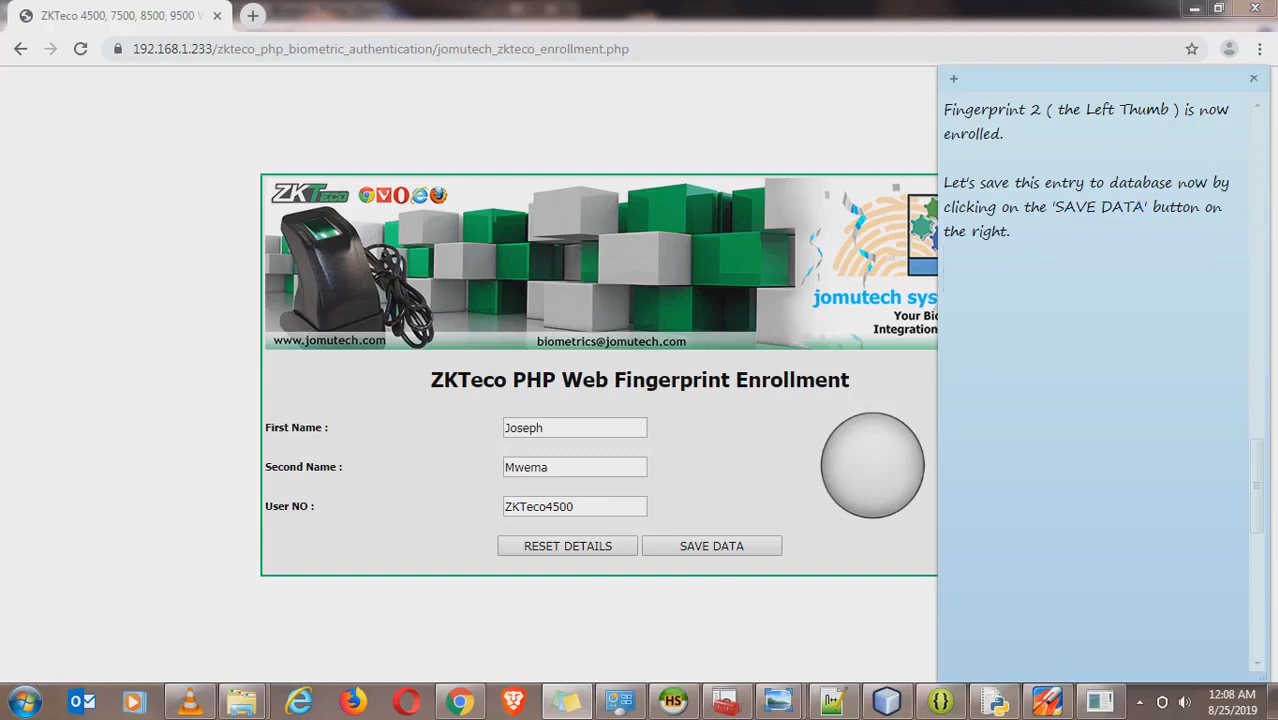 ZKTeco 4500, 7500, 8500, 9500
192.168.1.233/zkteco_php_biometric_authentication/jomutech_zkteco_enrollment.php
Fingerprint 2 ( the Left Thumb ) is now
enrolled.
Let's save this entry to database now by
clicking on the 'SAVE DATA' button on
the right.
ZKTeco
jomutech sys
Your Bio
Integration
www.jomutech.com
biometrics@jomutech.com
ZKTeco PHP Web Fingerprint Enrollment
First Name :
Joseph
Second Name :
Mwema
User NO :
ZKTeco4500
RESET DETAILS
SAVE DATA
HS
12:08 AM
8/25/2019